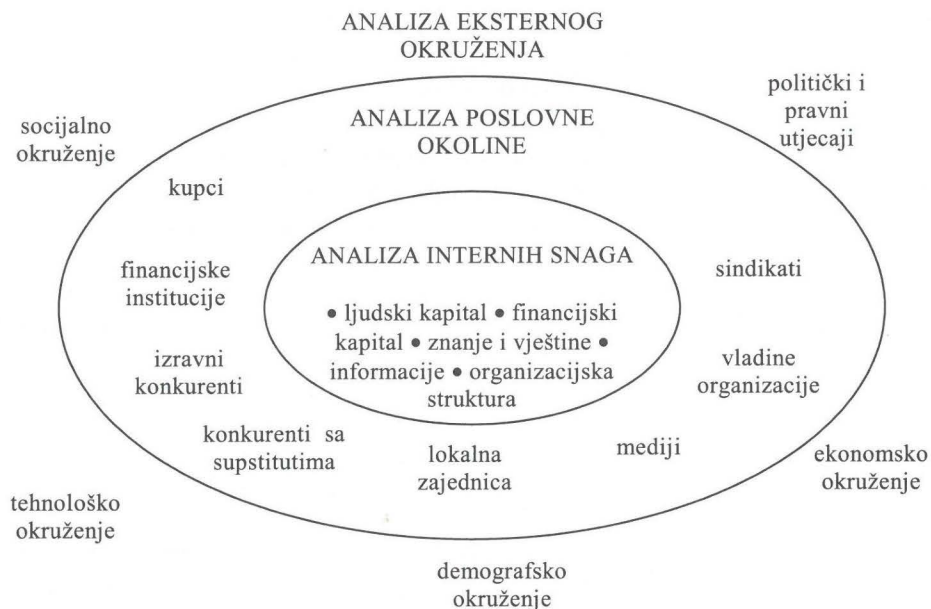 ANALIZA EKSTERNOG
OKRUŽENJA
politički i
pravni
utjecaji
socijalno
okruženje
ANALIZA POSLOVNE
OKOLINE
kupci
financijske
institucije
ANALIZA INTERNIH SNAGA
sindikati
• ljudski kapital • financijski
kapital • znanje i vještine •
informacije • organizacijska
struktura
izravni
konkurenti
vladine
organizacije
konkurenti sa
supstitutima
lokalna
zajednica
mediji
ekonomsko
okruženje
tehnološko
okruženje
demografsko
okruženje